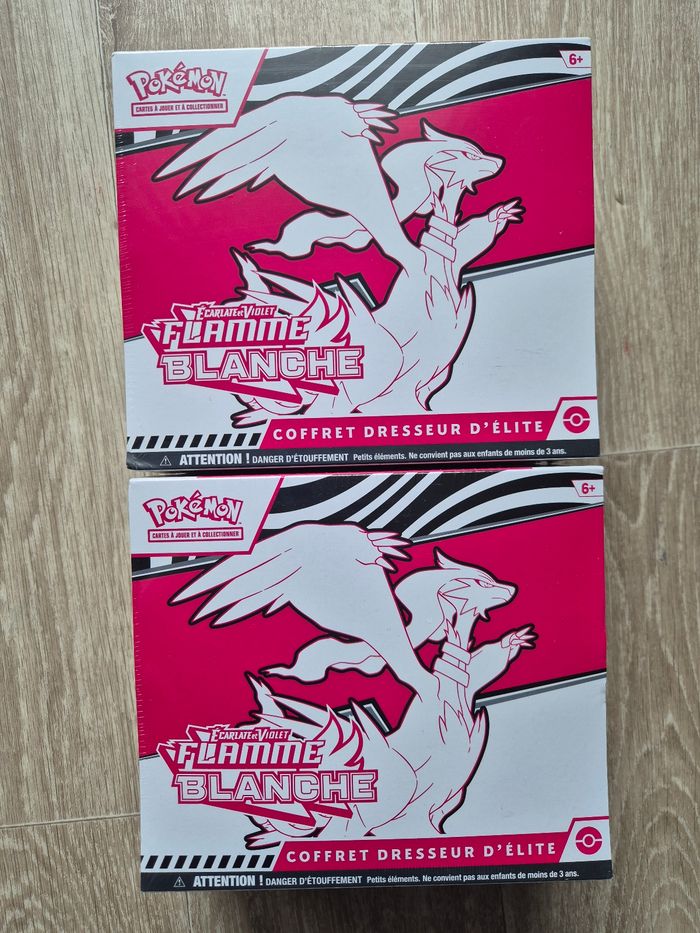 POKéMON
CARTES À JOUER ET À COLLECTIONNER
6+
ÉCARLATE ET VIOLET
FLAMME
BLANCHE
COFFRET DRESSEUR D'ÉLITE
ATTENTION ! DANGER D'ÉTOUFFEMENT Petits éléments. Ne convient pas aux enfants de moins de 3 ans.
POKéMON
CARTES À JOUER ET À COLLECTIONNER
6+
ÉCARLATE ET VIOLET
FLAMME
BLANCHE
COFFRET DRESSEUR D'ÉLITE
ATTENTION ! DANGER D'ÉTOUFFEMENT Petits éléments. Ne convient pas aux enfants de moins de 3 ans.